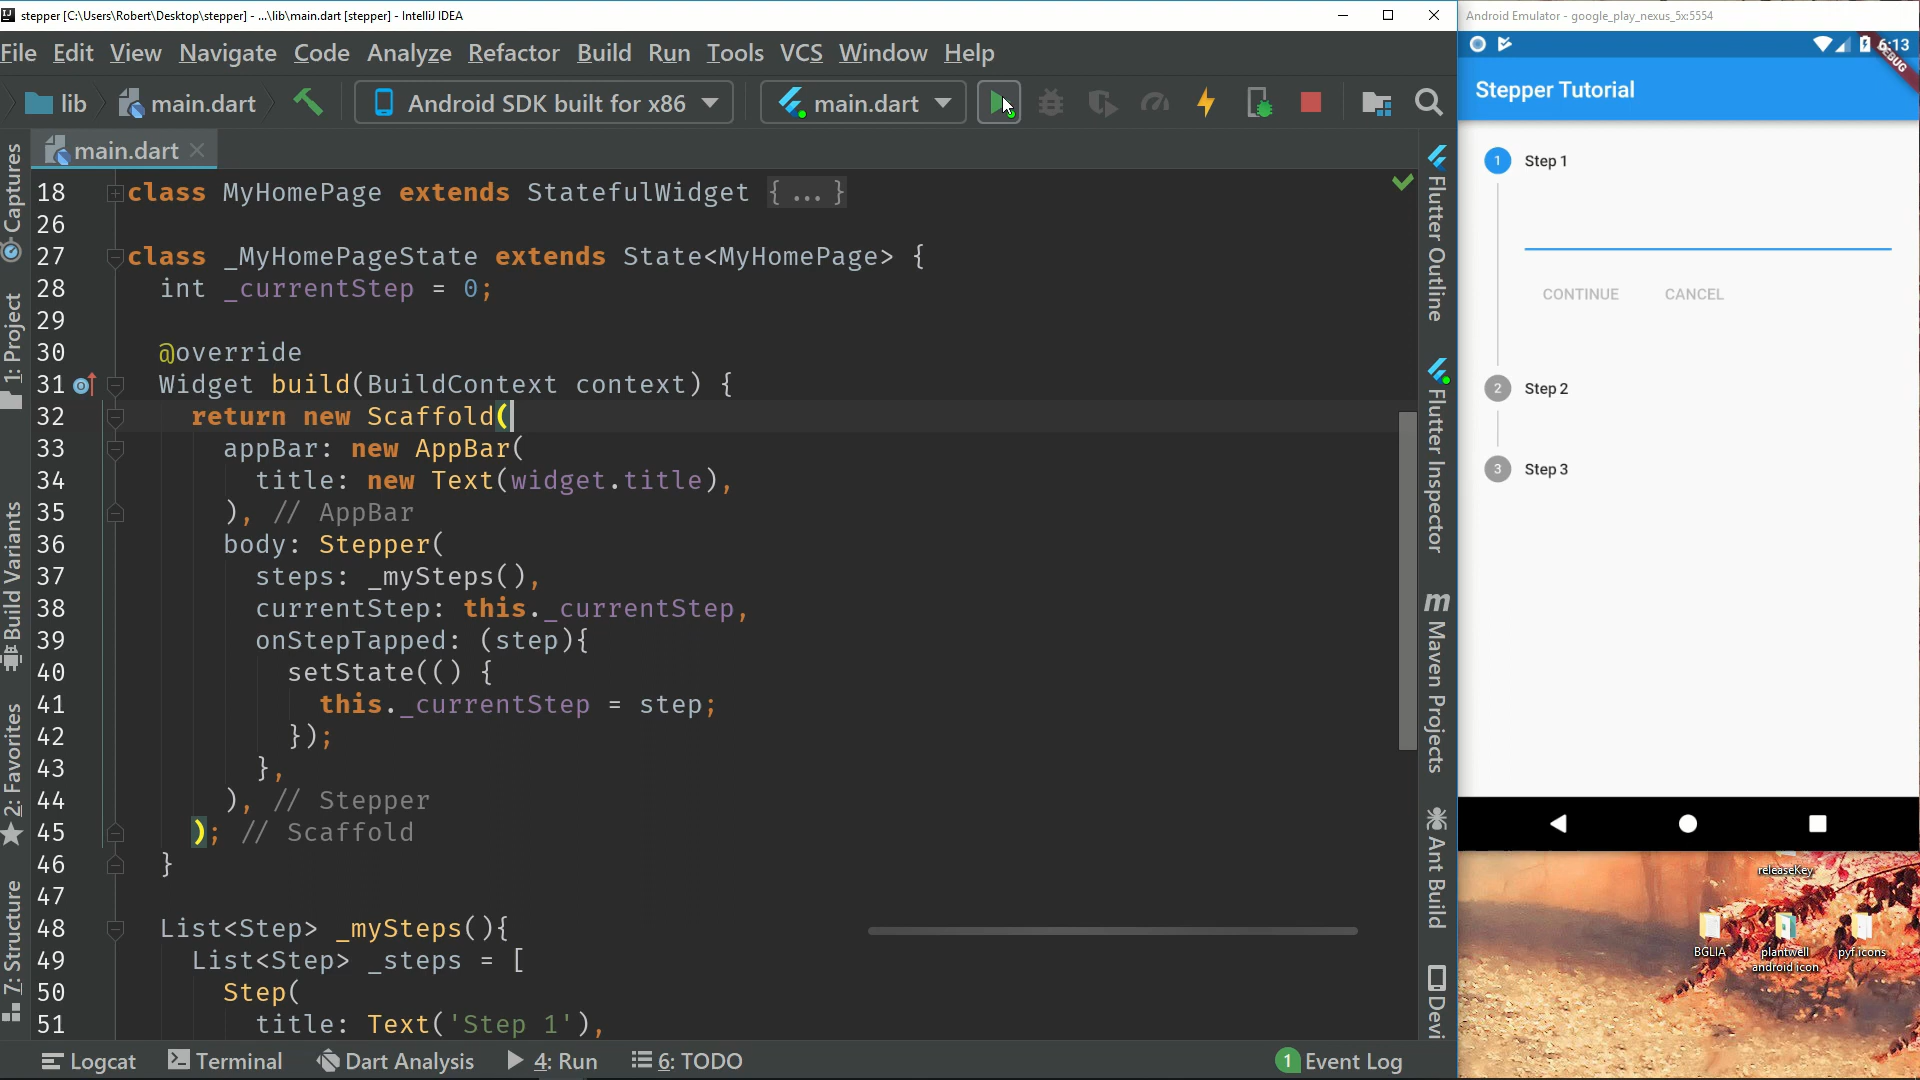 stepper [C:\Users\Robert\Desktop\stepper] - ...\lib\main.dart [stepper] - IntelliJ IDEA
File Edit View Navigate Code Analyze Refactor Build Run Tools VCS Window Help
lib main.dart Android SDK built for x86 main.dart
main.dart
18 class MyHomePage extends StatefulWidget {...}
26
27 class _MyHomePageState extends State<MyHomePage> {
28 int _currentStep = 0;
29
30 @override
31 Widget build(BuildContext context) {
32 return new Scaffold(
33 appBar: new AppBar(
34 title: new Text(widget.title),
35 ), // AppBar
36 body: Stepper(
37 steps: _mySteps(),
38 currentStep: this._currentStep,
39 onStepTapped: (step){
40 setState(() {
41 this._currentStep = step;
42 });
43 },
44 ), // Stepper
45 ); // Scaffold
46 }
47
48 List<Step> _mySteps(){
49 List<Step> _steps = [
50 Step(
51 title: Text('Step 1'),
Captures
1: Project
Build Variants
2: Favorites
7: Structure
Flutter Outline
Flutter Inspector
m Maven Projects
Ant Build
Devi
Logcat Terminal Dart Analysis 4: Run 6: TODO 1 Event Log
Android Emulator - google_play_nexus_5x:5554
6:13
DEBUG
Stepper Tutorial
1 Step 1
CONTINUE CANCEL
2 Step 2
3 Step 3
releaseKey
BGLIA
plantwell
android icon
pyf icons